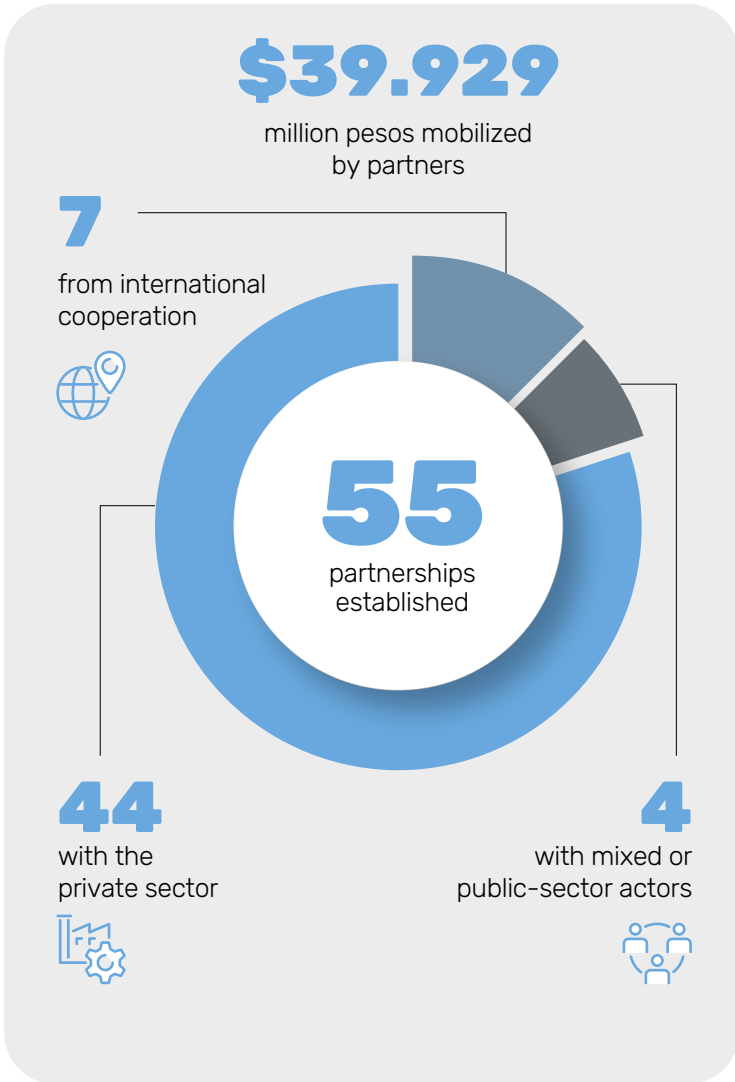 $39.929
million pesos mobilized
by partners
7
from international
cooperation
55
partnerships
established
44
with the
private sector
4
with mixed or
public-sector actors